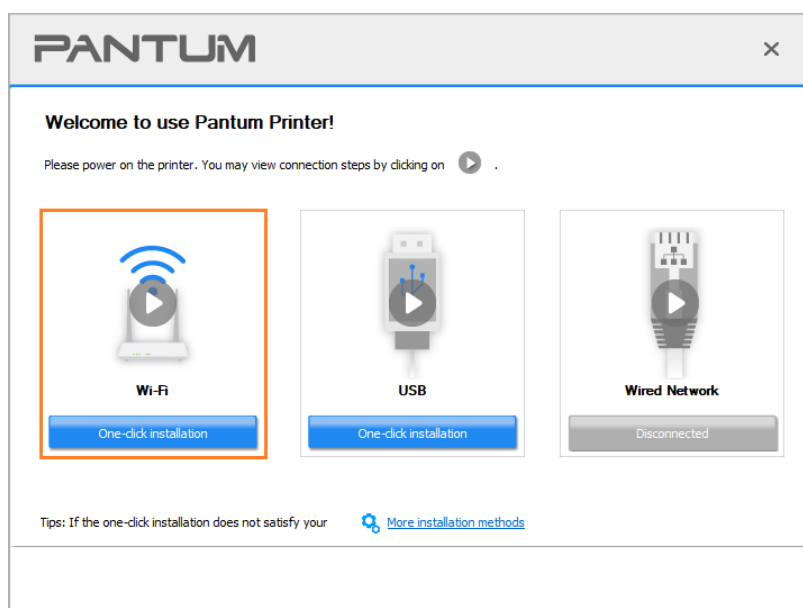 PANTUM
Welcome to use Pantum Printer!
Please power on the printer. You may view connection steps by clicking on .
Wi-Fi
USB
Wired Network
One-click installation
One-click installation
Disconnected
Tips: If the one-click installation does not satisfy your
More installation methods